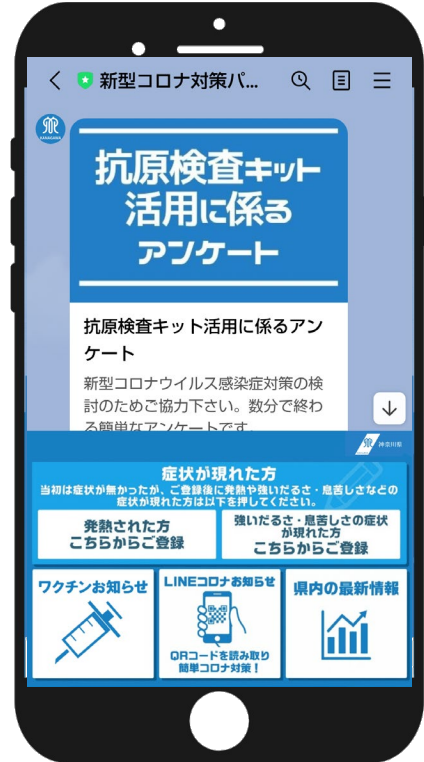 新型コロナ対策パ...
抗原検査キット
活用に係る
アンケート
抗原検査キット活用に係るアン
ケート
新型コロナウイルス感染症対策の検
討のためご協力下さい。数分で終わ
る簡単なアンケートです。
神奈川県
症状が現れた方
当初は症状が無かったが、ご登録後に発熱や強いだるさ・息苦しさなどの
症状が現れた方は以下を押してください。
発熱された方
こちらからご登録
強いだるさ・息苦しさの症状
が現れた方
こちらからご登録
ワクチンお知らせ
LINEコロナお知らせ
QRコードを読み取り
簡単コロナ対策！
県内の最新情報